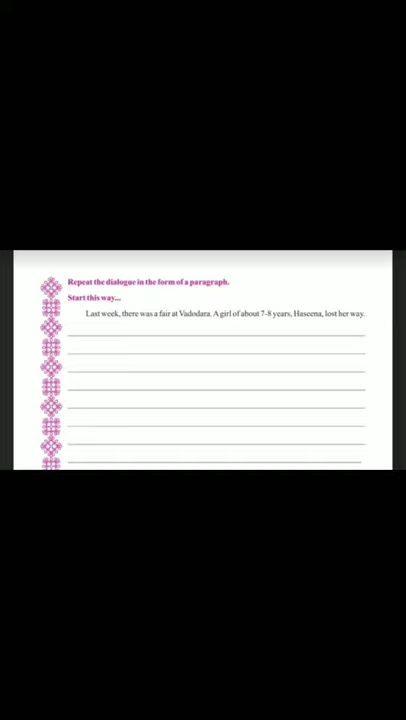 Repeat the dialogue in the form of a paragraph.
Start this way...
Last week, there was a fair at Vadodara. A girl of about 7-8 years, Haseena, lost her way.